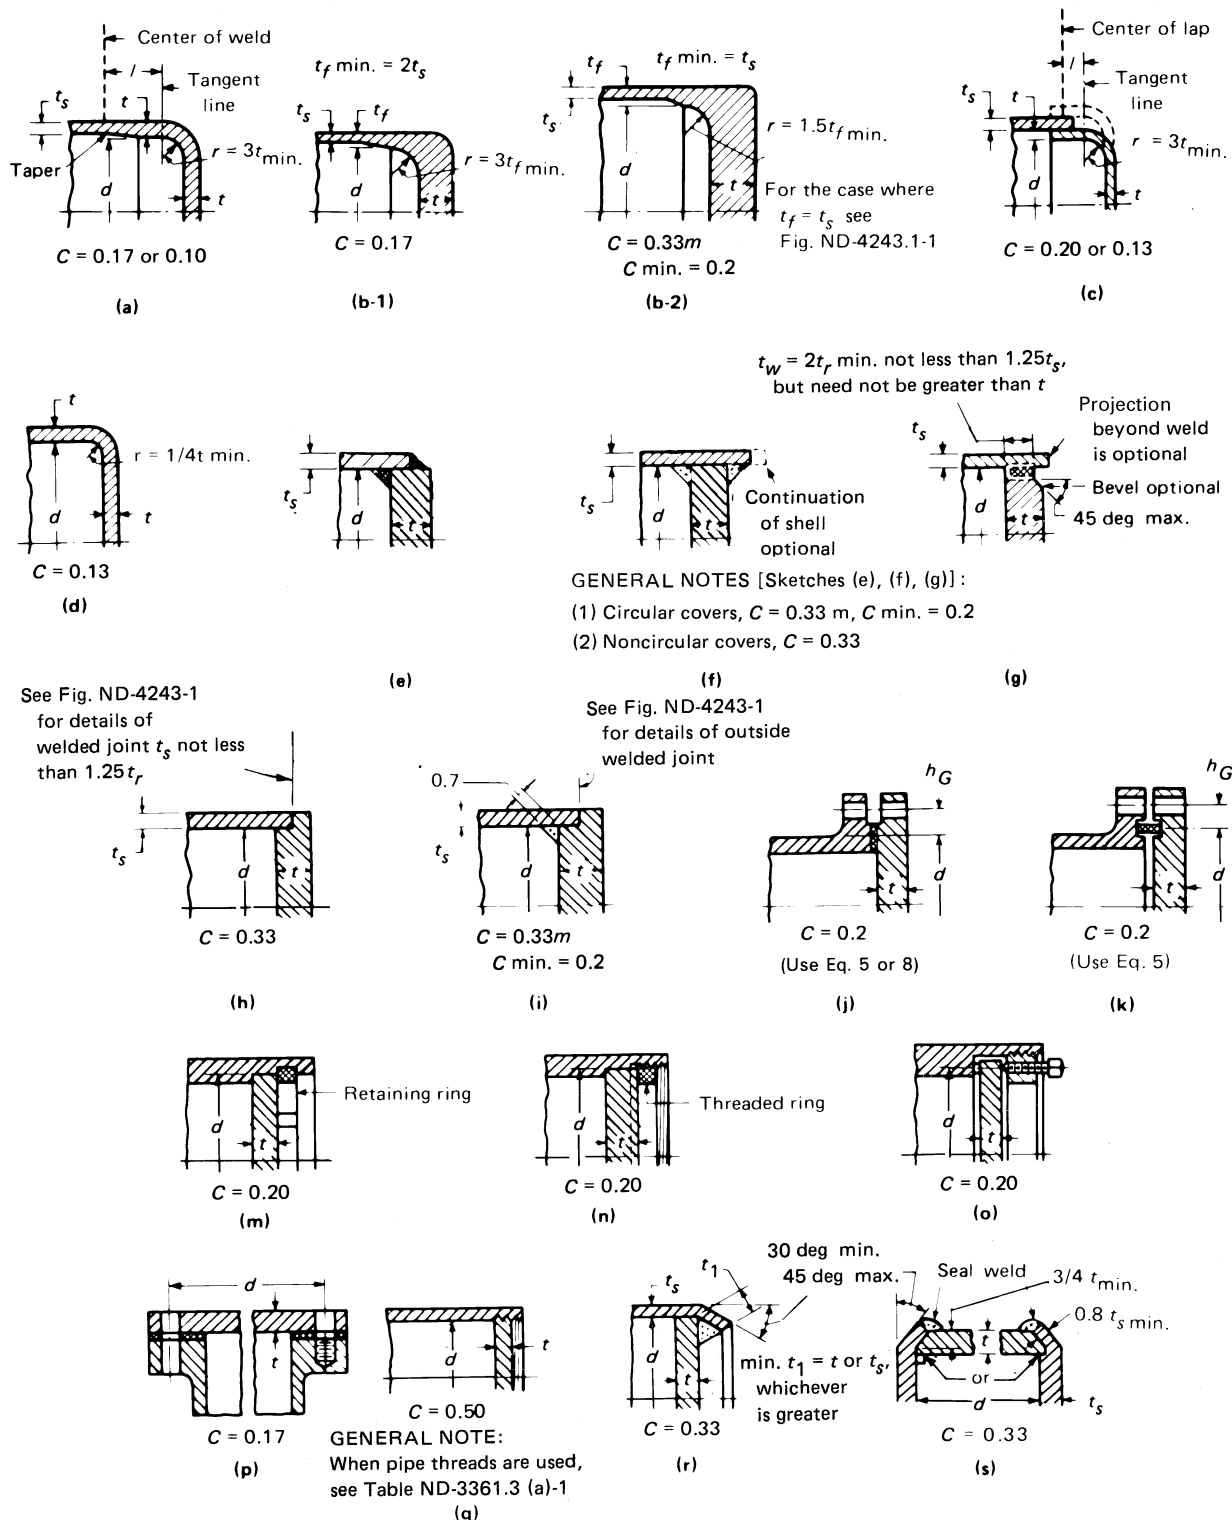 Center of weld
l
Tangent
line
t_s
t
Taper
d
r = 3t min.
t
C = 0.17 or 0.10
(a)
t_f min. = 2t_s
t_s
t_f
r = 3t_f min.
d
t
C = 0.17
(b-1)
t_f
t_f min. = t_s
t_s
r = 1.5t_f min.
d
t
For the case where
t_f = t_s see
Fig. ND-4243.1-1
C = 0.33m
C min. = 0.2
(b-2)
Center of lap
l
Tangent
line
t_s
t
r = 3t min.
d
t
C = 0.20 or 0.13
(c)
t
r = 1/4t min.
d
t
C = 0.13
(d)
t_s
d
t
(e)
t_s
d
t
Continuation
of shell
optional
(f)
t_w = 2t_r min. not less than 1.25t_s,
but need not be greater than t
t_s
Projection
beyond weld
is optional
Bevel optional
45 deg max.
d
t
(g)
GENERAL NOTES [Sketches (e), (f), (g)] :
(1) Circular covers, C = 0.33 m, C min. = 0.2
(2) Noncircular covers, C = 0.33
See Fig. ND-4243-1
for details of
welded joint t_s not less
than 1.25t_r
t_s
d
t
C = 0.33
(h)
See Fig. ND-4243-1
for details of outside
welded joint
0.7
t_s
d
t
C = 0.33m
C min. = 0.2
(i)
h_G
d
t
C = 0.2
(Use Eq. 5 or 8)
(j)
h_G
d
t
C = 0.2
(Use Eq. 5)
(k)
Retaining ring
d
t
C = 0.20
(m)
Threaded ring
d
t
C = 0.20
(n)
d
t
C = 0.20
(o)
d
t
C = 0.17
(p)
d
t
C = 0.50
GENERAL NOTE:
When pipe threads are used,
see Table ND-3361.3 (a)-1
(q)
t_s
t_1
30 deg min.
45 deg max.
d
t
min. t_1 = t or t_s,
whichever
is greater
C = 0.33
(r)
Seal weld
3/4 t min.
0.8 t_s min.
t
or
d
t_s
C = 0.33
(s)